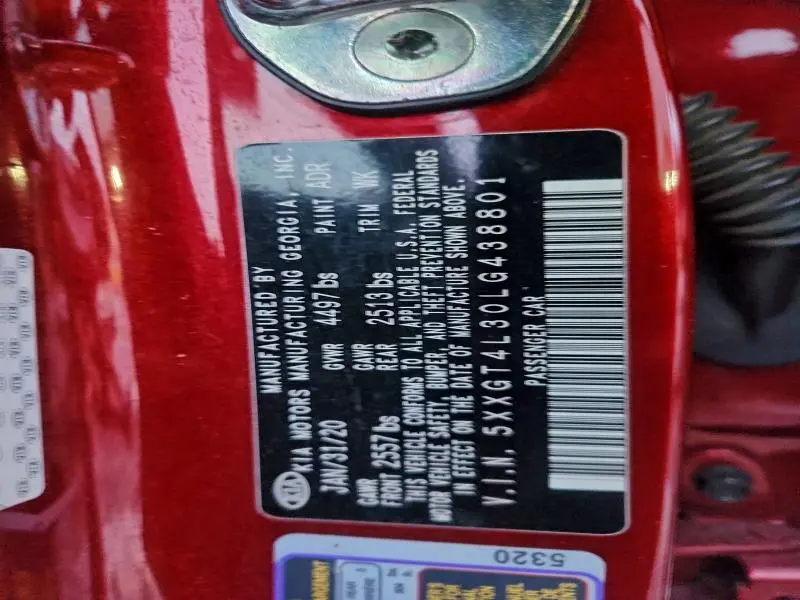 MANUFACTURED BY
KIA KIA MOTORS MANUFACTURING GEORGIA, INC.
JAN/31/20 GVWR 4497lbs PAINT ADR
GAWR GAWR
FRONT 2557lbs REAR 2513lbs TRIM WK
THIS VEHICLE CONFORMS TO ALL APPLICABLE U.S.A. FEDERAL
MOTOR VEHICLE SAFETY, BUMPER, AND THEFT PREVENTION STANDARDS
IN EFFECT ON THE DATE OF MANUFACTURE SHOWN ABOVE.
V.I.N. 5XXGT4L30LG438801
PASSENGER CAR
5320